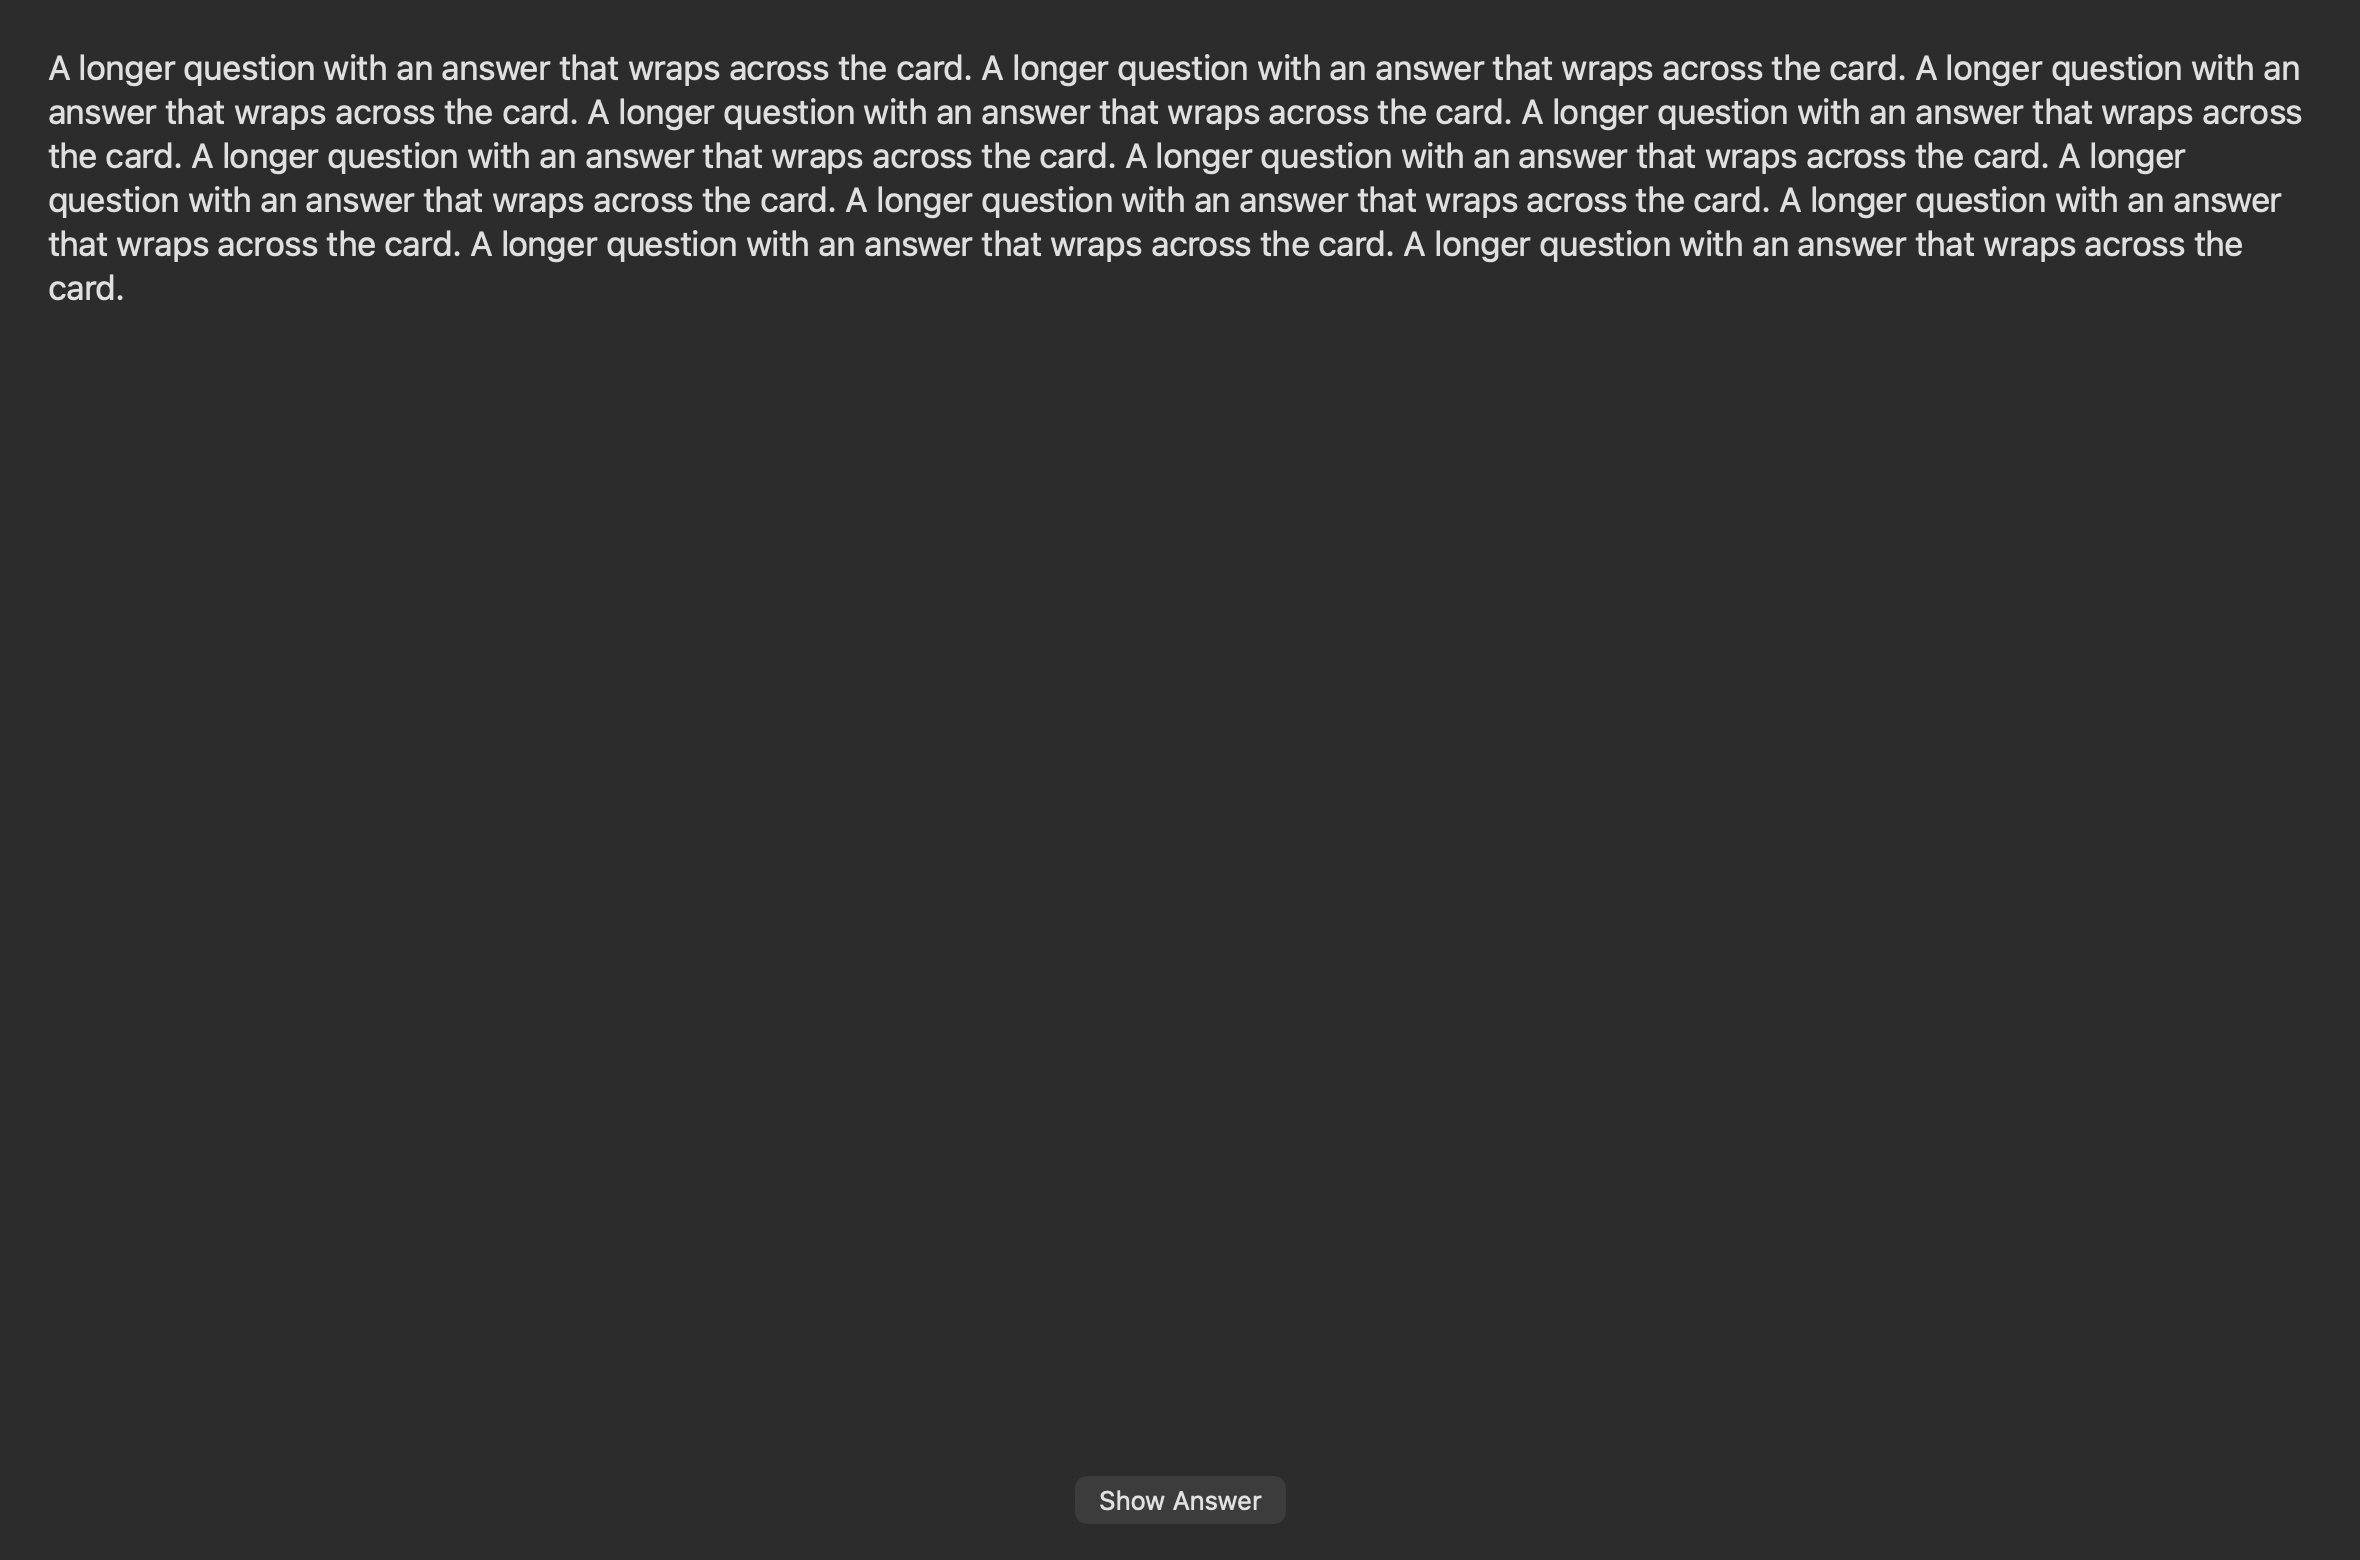 A longer question with an answer that wraps across the card. A longer question with an answer that wraps across the card. A longer question with an
answer that wraps across the card. A longer question with an answer that wraps across the card. A longer question with an answer that wraps across
the card. A longer question with an answer that wraps across the card. A longer question with an answer that wraps across the card. A longer
question with an answer that wraps across the card. A longer question with an answer that wraps across the card. A longer question with an answer
that wraps across the card. A longer question with an answer that wraps across the card. A longer question with an answer that wraps across the
card.
Show Answer